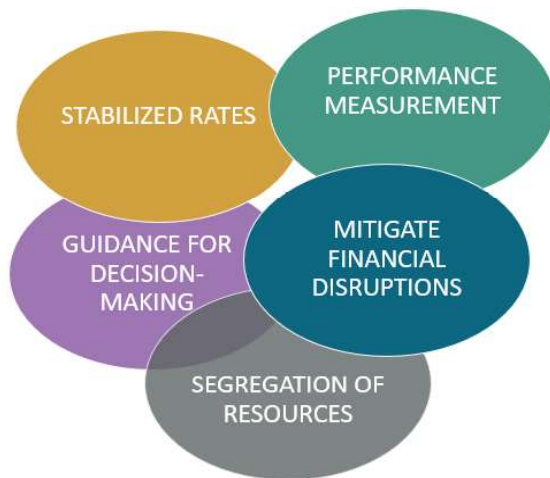 STABILIZED RATES
PERFORMANCE
MEASUREMENT
GUIDANCE FOR
DECISION-
MAKING
MITIGATE
FINANCIAL
DISRUPTIONS
SEGREGATION OF
RESOURCES